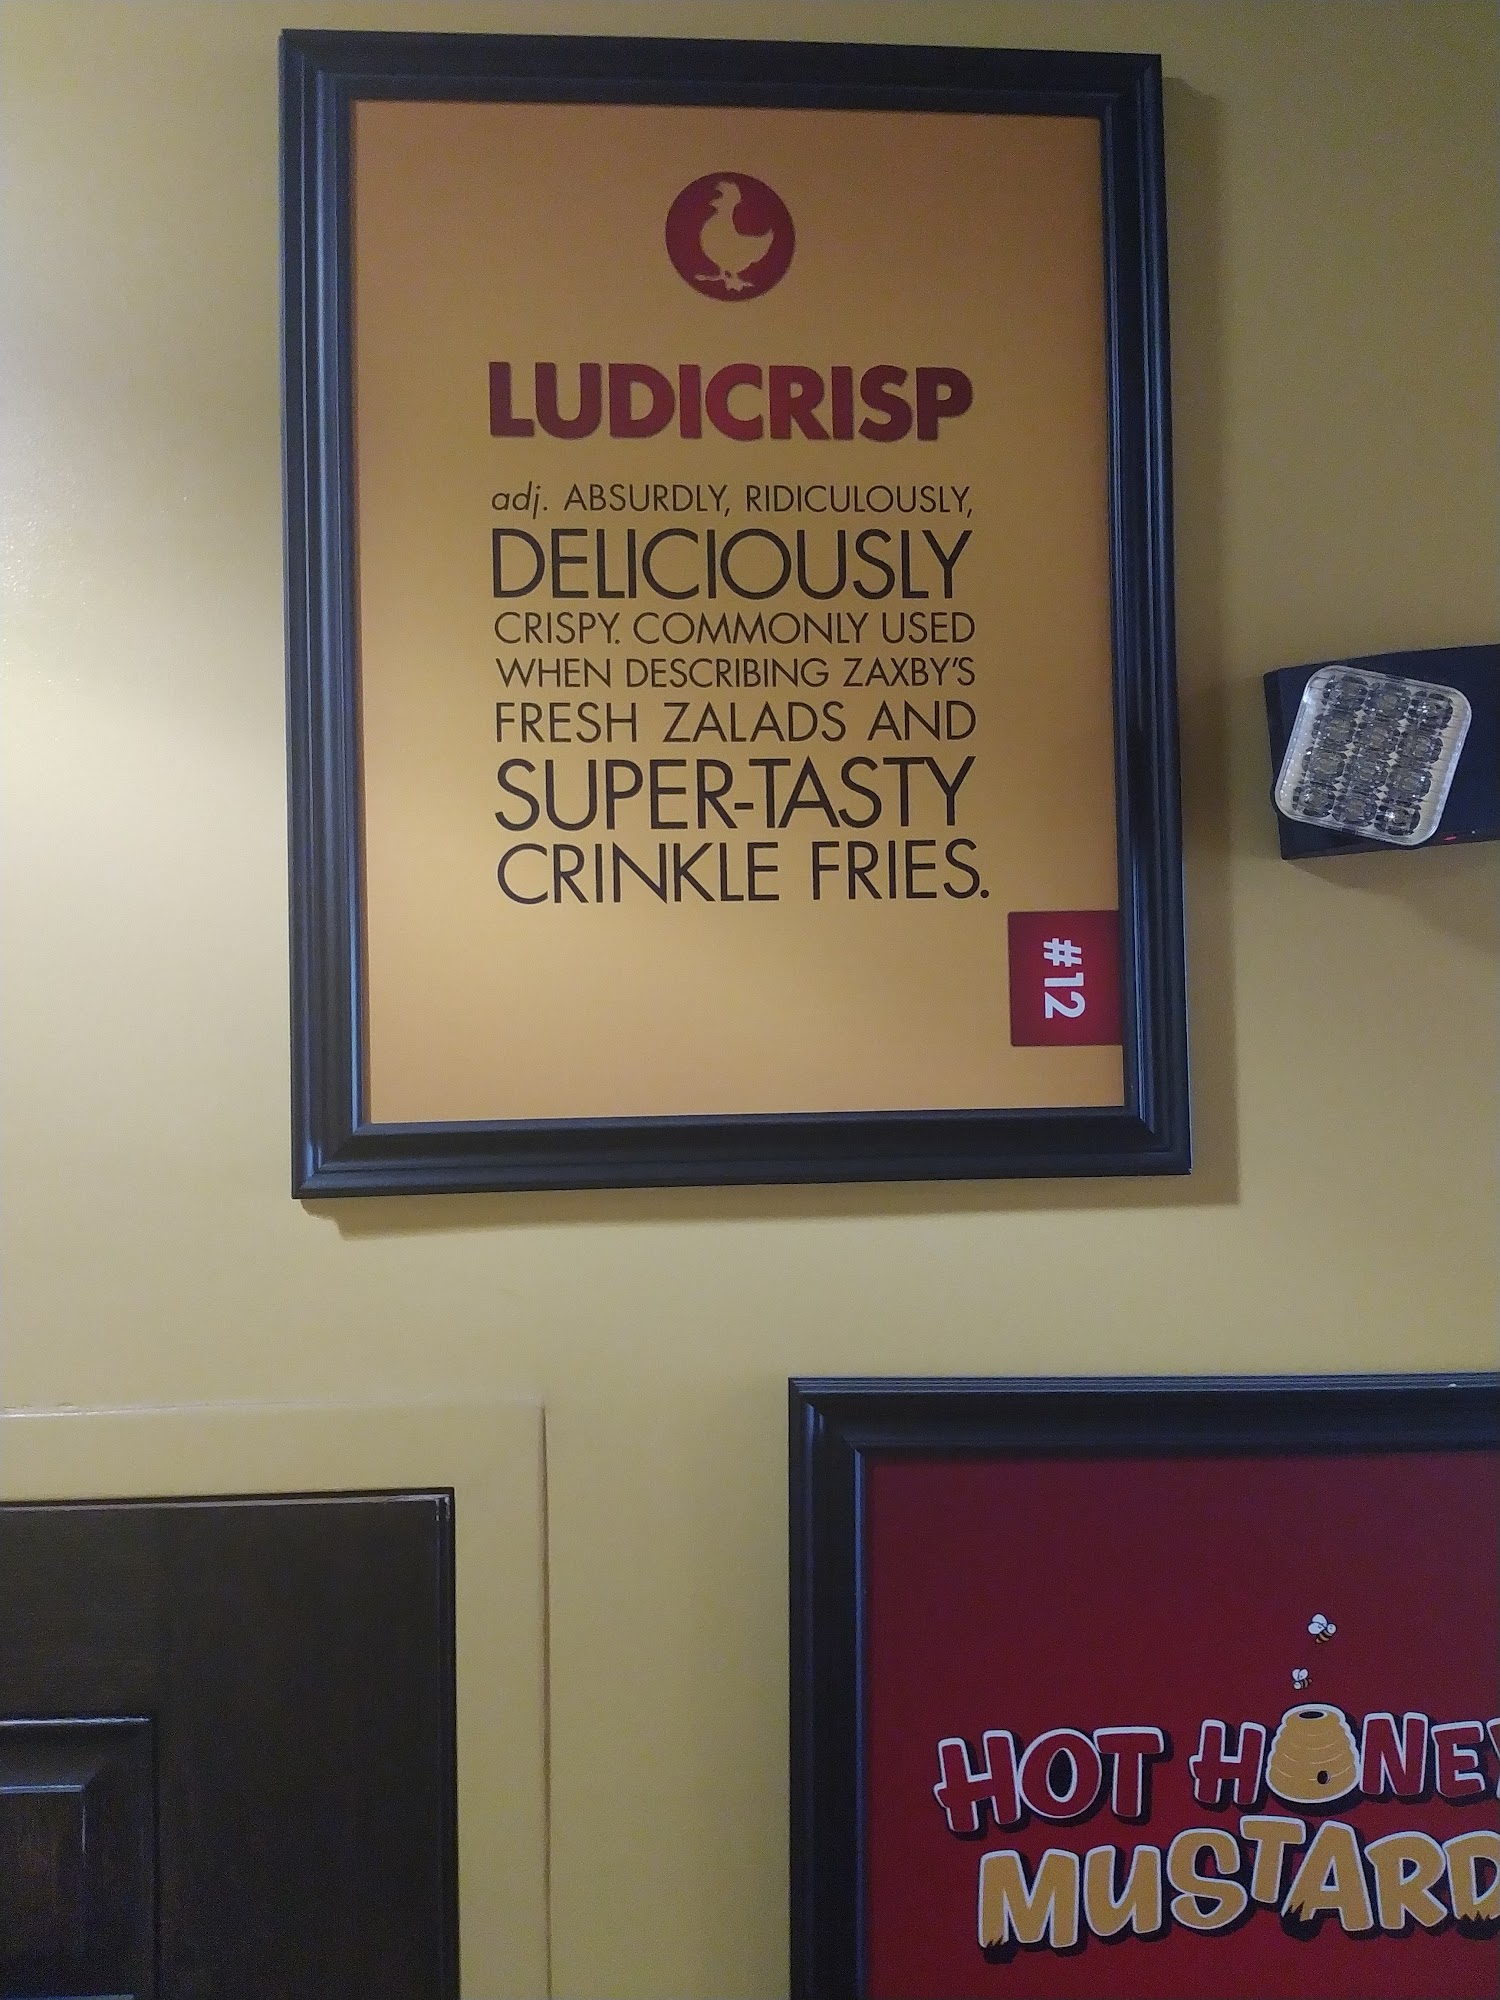 LUDICRISP
adj. ABSURDLY, RIDICULOUSLY,
DELICIOUSLY
CRISPY. COMMONLY USED
WHEN DESCRIBING ZAXBY'S
FRESH ZALADS AND
SUPER-TASTY
CRINKLE FRIES.
#12
HOT HONEY
MUSTARD